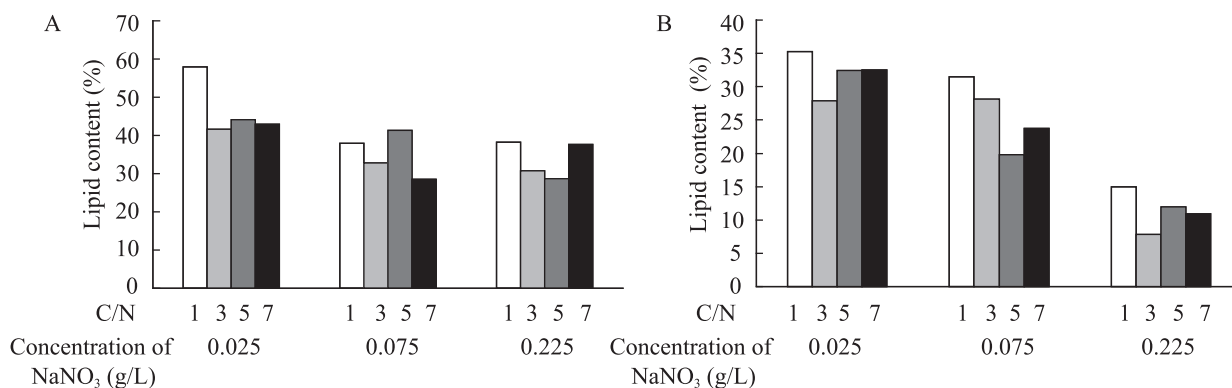 A
Lipid content (%)
70
60
50
40
30
20
10
0
C/N 1 3 5 7 1 3 5 7 1 3 5 7
Concentration of 0.025 0.075 0.225
NaNO₃ (g/L)
B
Lipid content (%)
40
35
30
25
20
15
10
5
0
C/N 1 3 5 7 1 3 5 7 1 3 5 7
Concentration of 0.025 0.075 0.225
NaNO₃ (g/L)